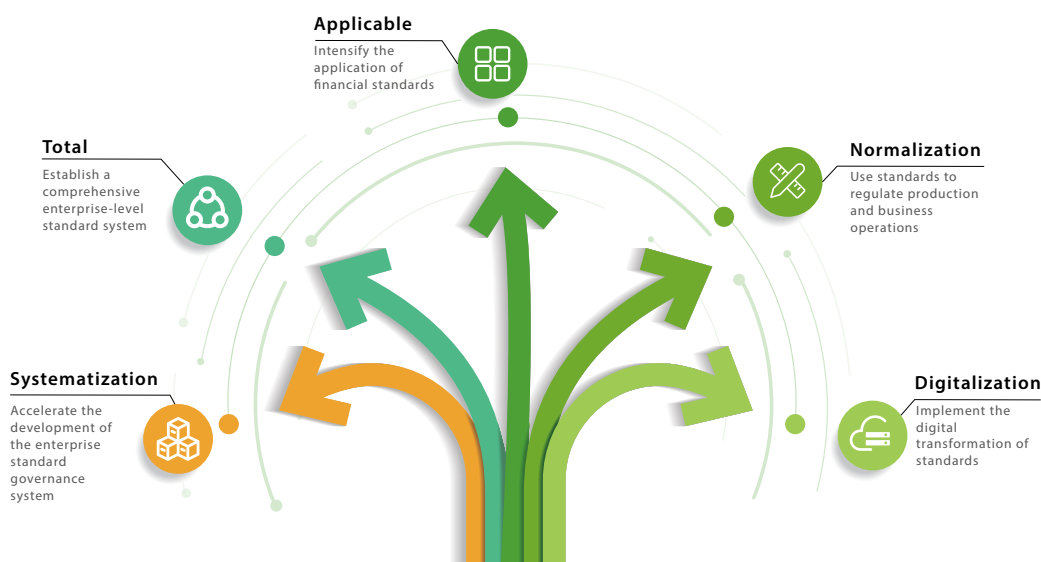 Applicable
Intensify the
application of
financial standards
Total
Establish a
comprehensive
enterprise-level
standard system
Normalization
Use standards to
regulate production
and business
operations
Systematization
Accelerate the
development of
the enterprise
standard
governance
system
Digitalization
Implement the
digital
transformation of
standards